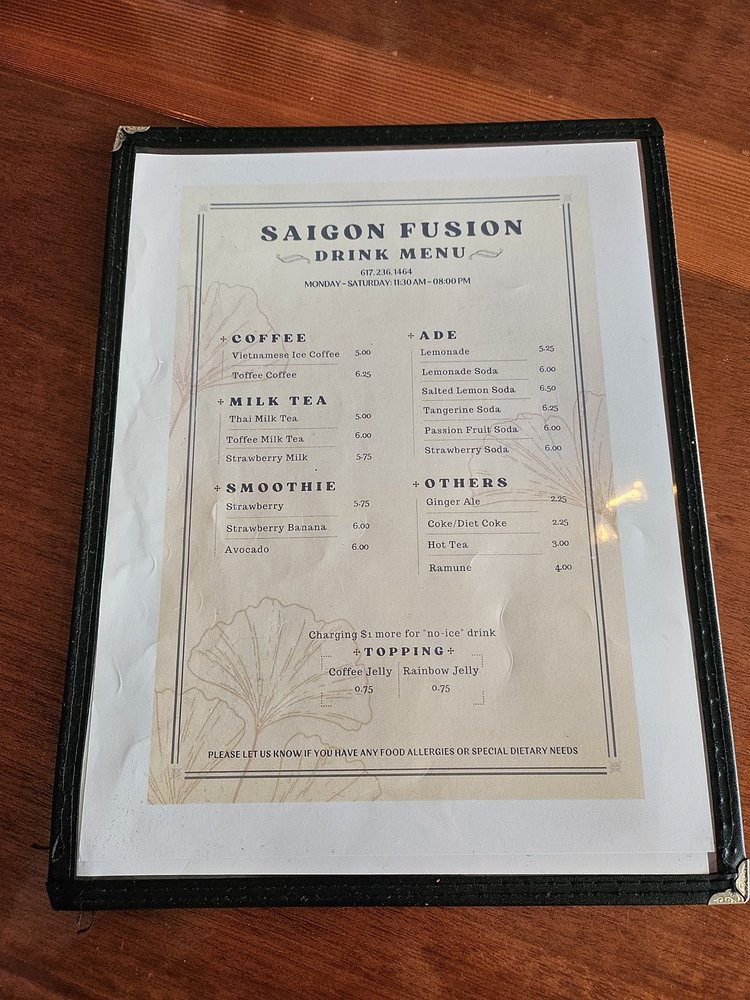 SAIGON FUSION
DRINK MENU
617.236.1464
MONDAY – SATURDAY: 11:30 AM – 08:00 PM
COFFEE
Vietnamese Ice Coffee 5.00
Toffee Coffee 6.25
MILK TEA
Thai Milk Tea 5.00
Toffee Milk Tea 6.00
Strawberry Milk 5.75
SMOOTHIE
Strawberry 5.75
Strawberry Banana 6.00
Avocado 6.00
ADE
Lemonade 5.25
Lemonade Soda 6.00
Salted Lemon Soda 6.50
Tangerine Soda 6.25
Passion Fruit Soda 6.00
Strawberry Soda 6.00
OTHERS
Ginger Ale 2.25
Coke/Diet Coke 2.25
Hot Tea 3.00
Ramune 4.00
Charging $1 more for "no-ice" drink
TOPPING
Coffee Jelly Rainbow Jelly
0.75 0.75
PLEASE LET US KNOW IF YOU HAVE ANY FOOD ALLERGIES OR SPECIAL DIETARY NEEDS